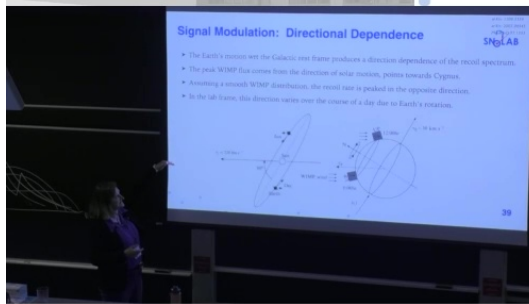 Signal Modulation: Directional Dependence
SNOLAB
• The Earth's motion wrt the Galactic rest frame produces a direction dependence of the recoil spectrum.
• The peak WIMP flux comes from the direction of solar motion, points towards Cygnus.
• Assuming a smooth WIMP distribution, the recoil rate is peaked in the opposite direction.
• In the lab frame, this direction varies over the course of a day due to Earth's rotation.
WIMP wind
39